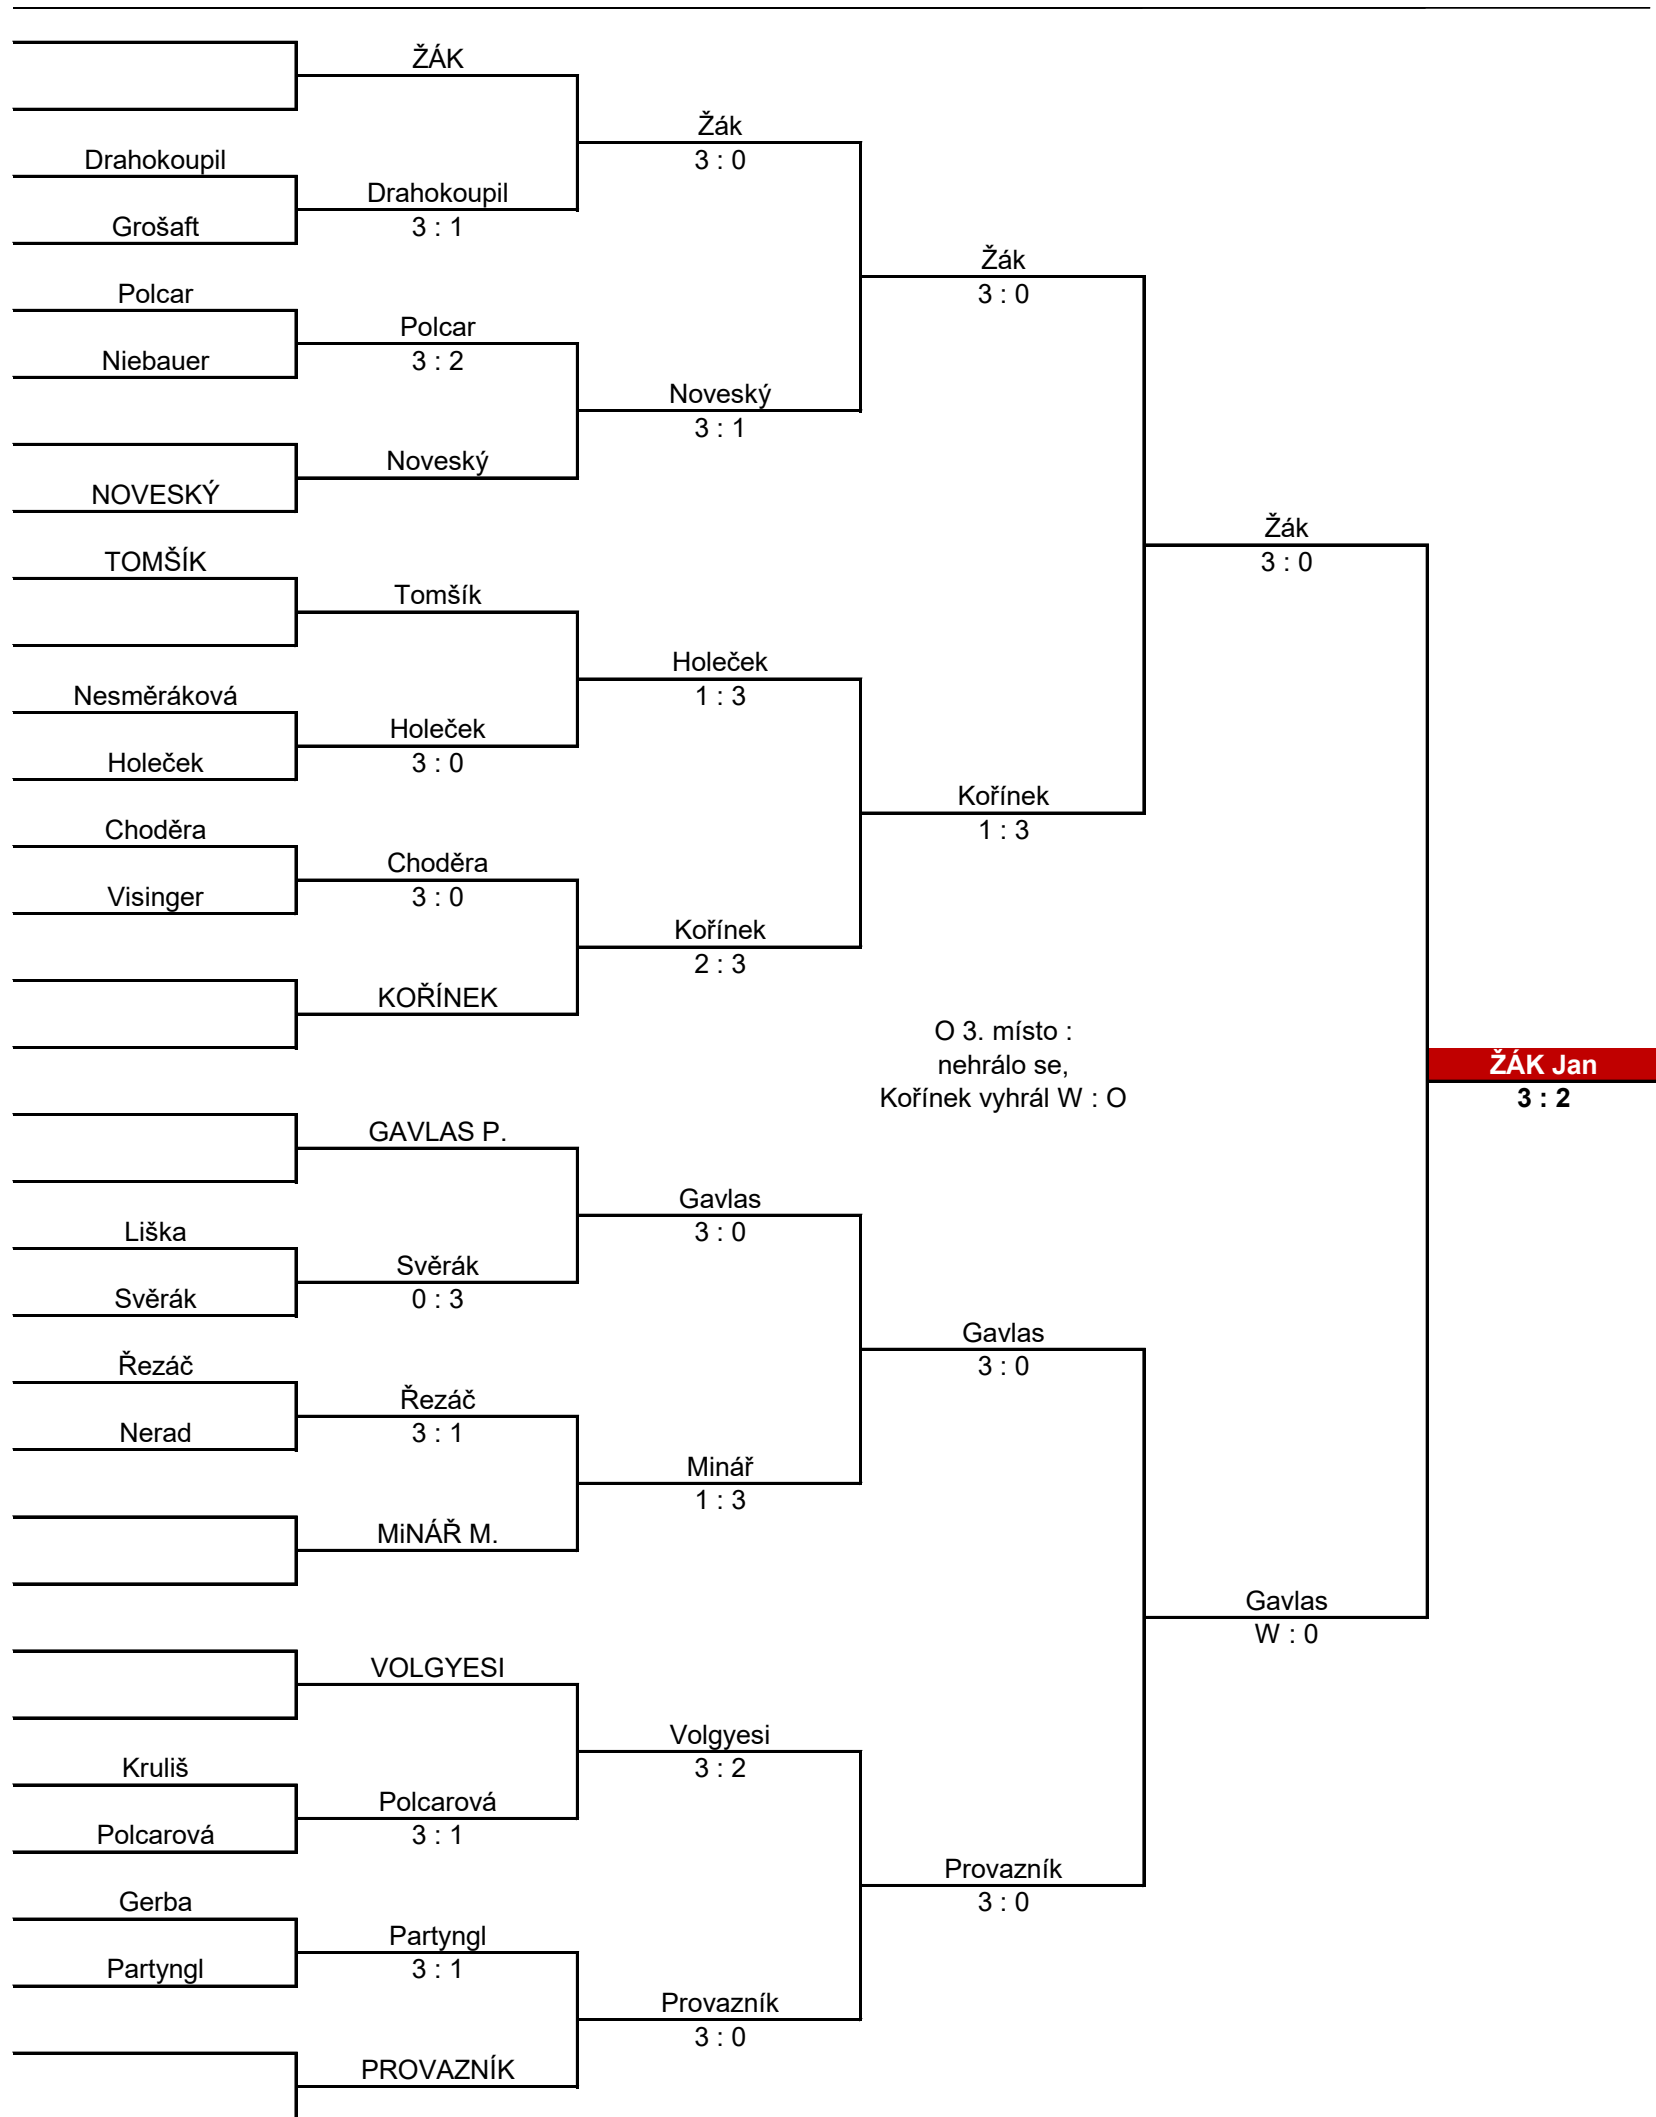 ŽÁK
Žák
3 : 0
Drahokoupil
Drahokoupil
3 : 1
Grošaft
Žák
3 : 0
Polcar
Polcar
3 : 2
Niebauer
Noveský
3 : 1
Noveský
NOVESKÝ
Žák
3 : 0
TOMŠÍK
Tomšík
Holeček
1 : 3
Nesměráková
Holeček
3 : 0
Holeček
Kořínek
1 : 3
Choděra
Choděra
3 : 0
Visinger
Kořínek
2 : 3
KOŘÍNEK
O 3. místo :
nehrálo se,
Kořínek vyhrál W : O
ŽÁK Jan
3 : 2
GAVLAS P.
Gavlas
3 : 0
Liška
Svěrák
0 : 3
Svěrák
Gavlas
3 : 0
Řezáč
Řezáč
3 : 1
Nerad
Minář
1 : 3
MiNÁŘ M.
Gavlas
W : 0
VOLGYESI
Volgyesi
3 : 2
Kruliš
Polcarová
3 : 1
Polcarová
Provazník
3 : 0
Gerba
Partyngl
3 : 1
Partyngl
Provazník
3 : 0
PROVAZNÍK